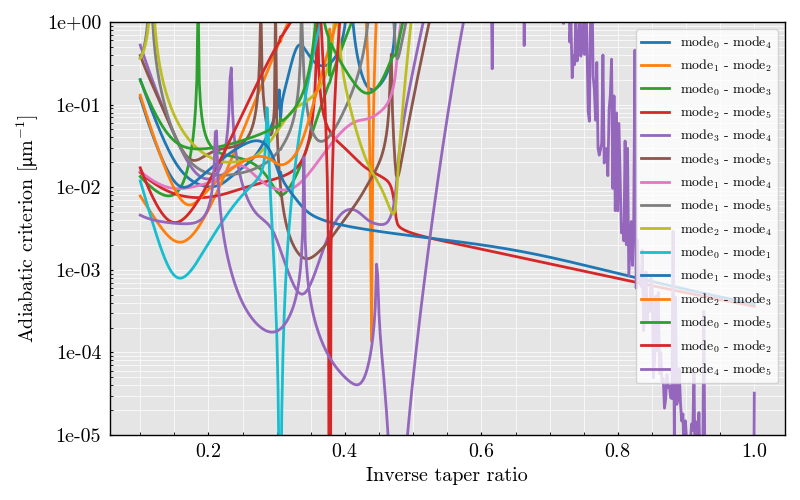 1e+00
1e-01
1e-02
1e-03
1e-04
1e-05
Adiabatic criterion [µm⁻¹]
0.2 0.4 0.6 0.8 1.0
Inverse taper ratio
mode₀ - mode₄
mode₁ - mode₂
mode₀ - mode₃
mode₂ - mode₅
mode₃ - mode₄
mode₃ - mode₅
mode₁ - mode₄
mode₁ - mode₅
mode₂ - mode₄
mode₀ - mode₁
mode₁ - mode₃
mode₂ - mode₃
mode₀ - mode₅
mode₀ - mode₂
mode₄ - mode₅